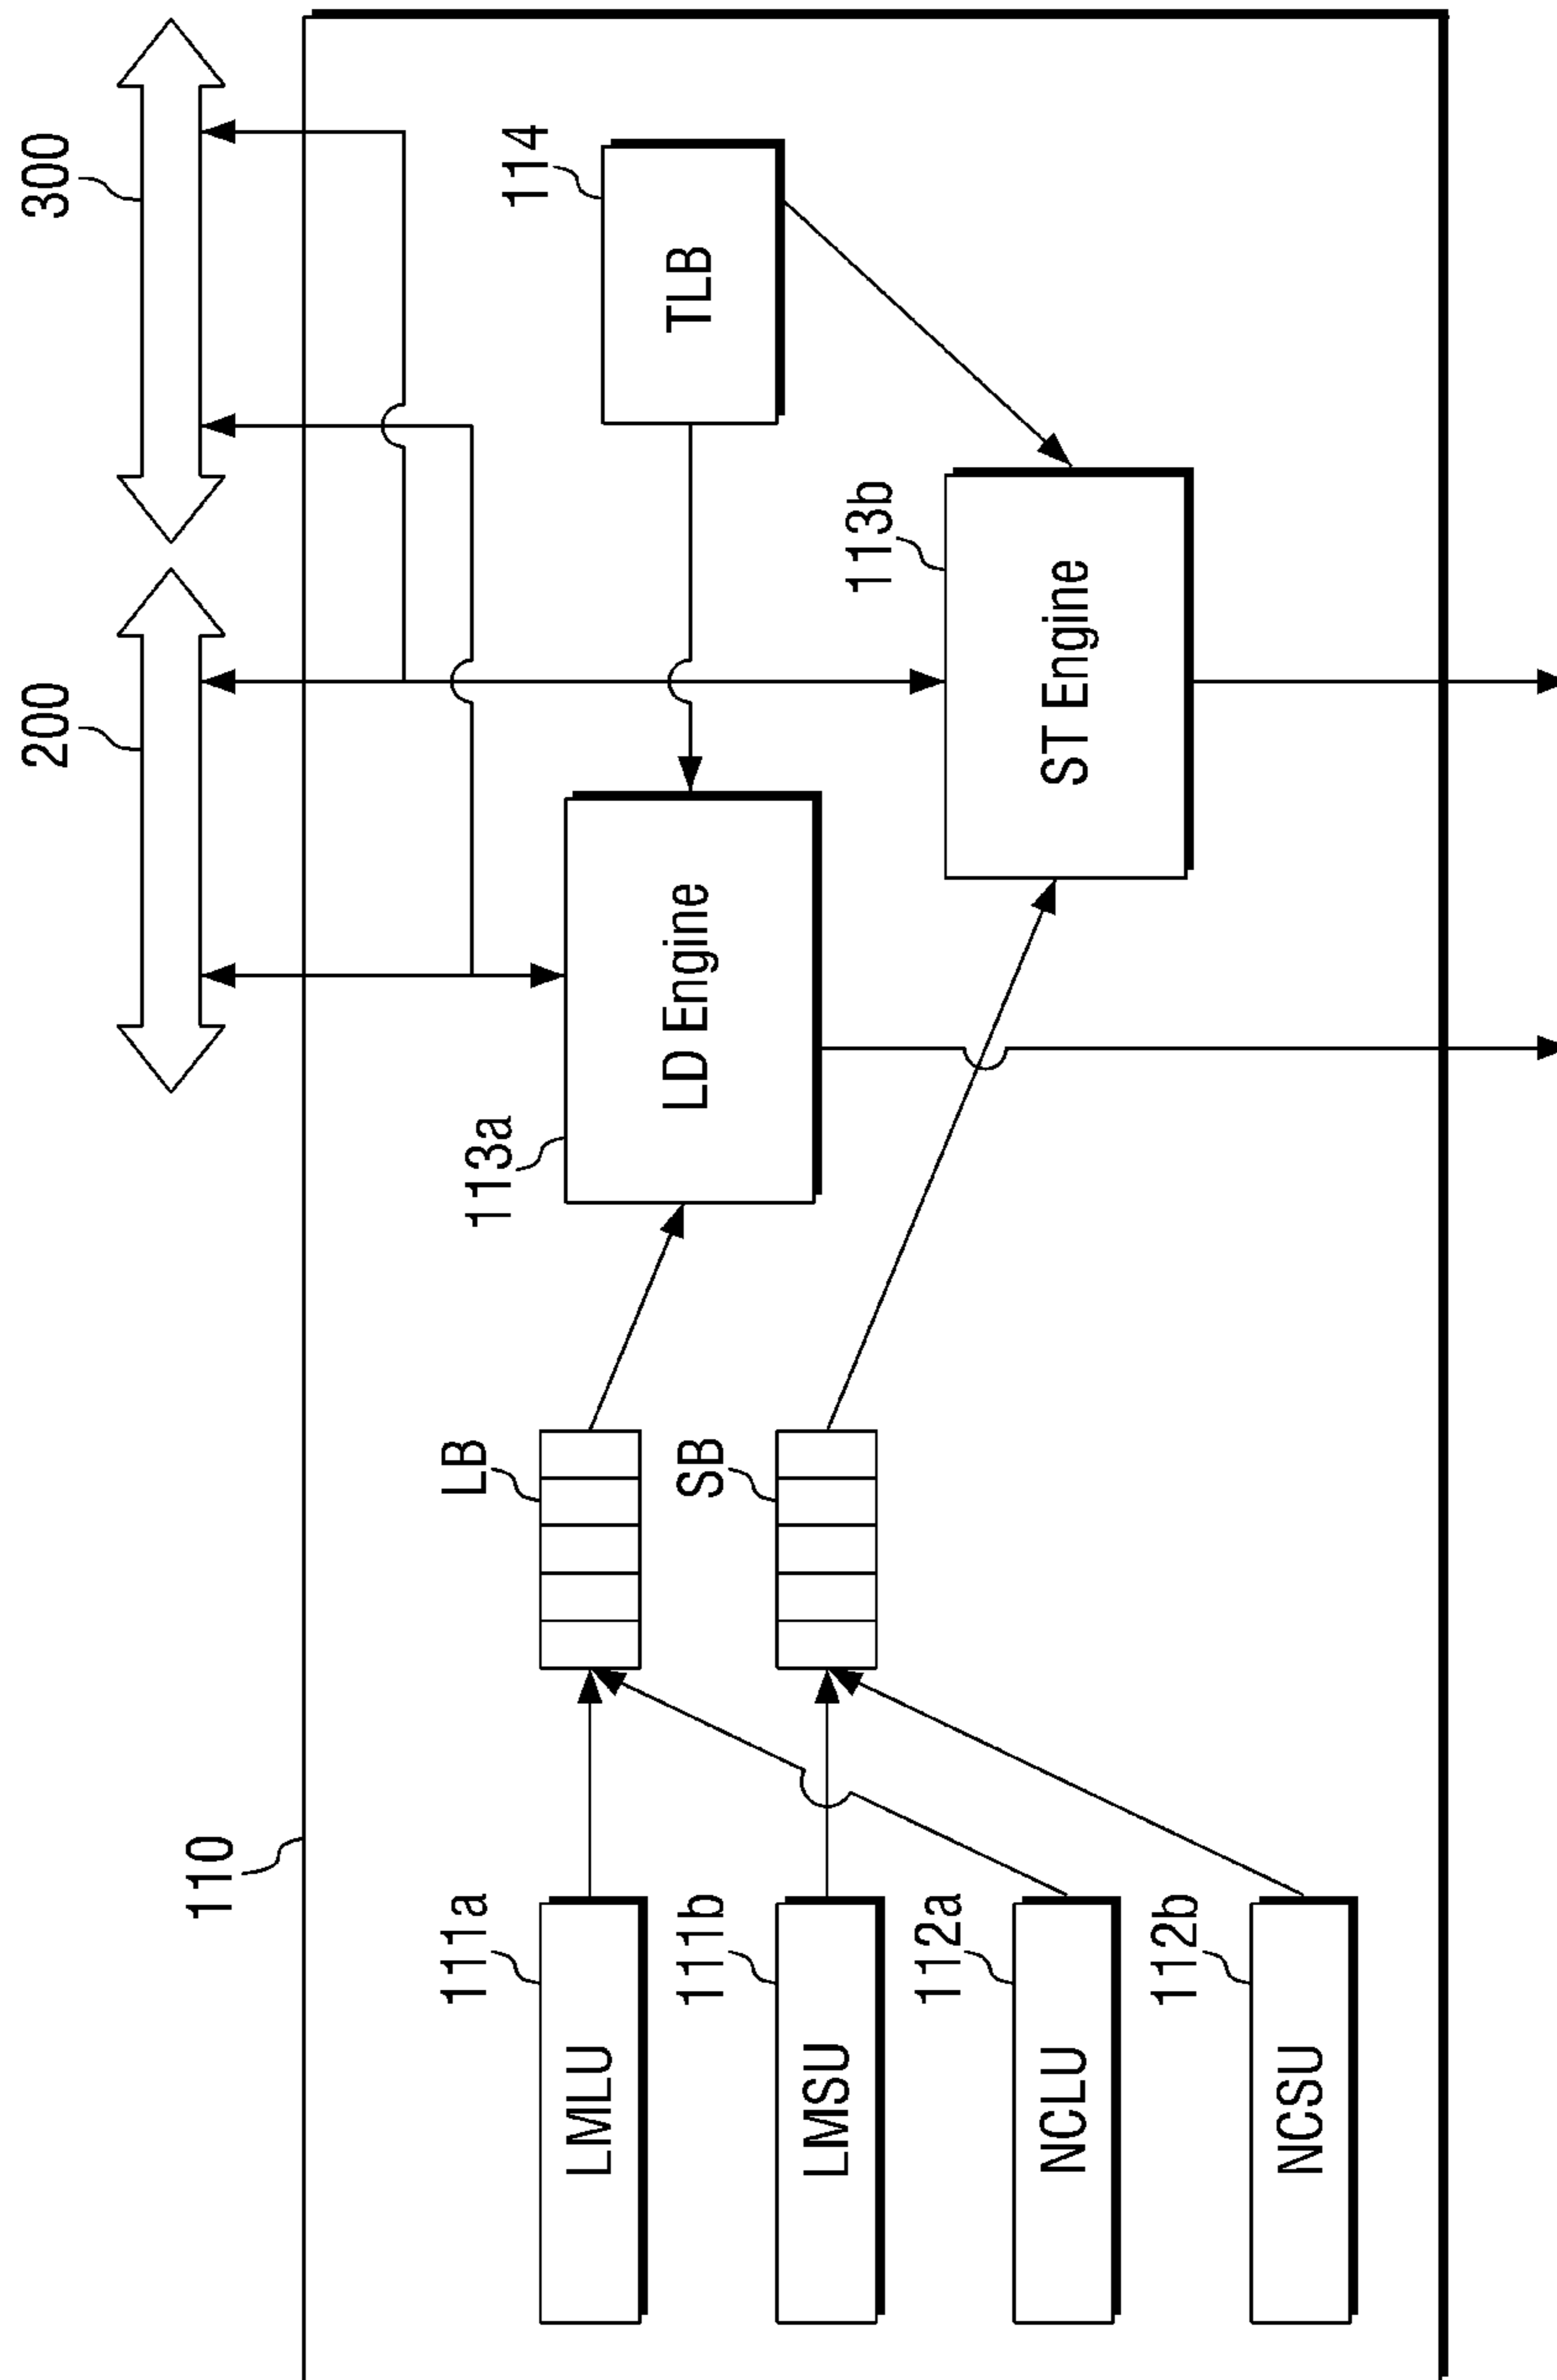 200
300
110
111a
LMLU
111b
LMSU
112a
NCLU
112b
NCSU
LB
SB
113a
LD Engine
113b
ST Engine
114
TLB